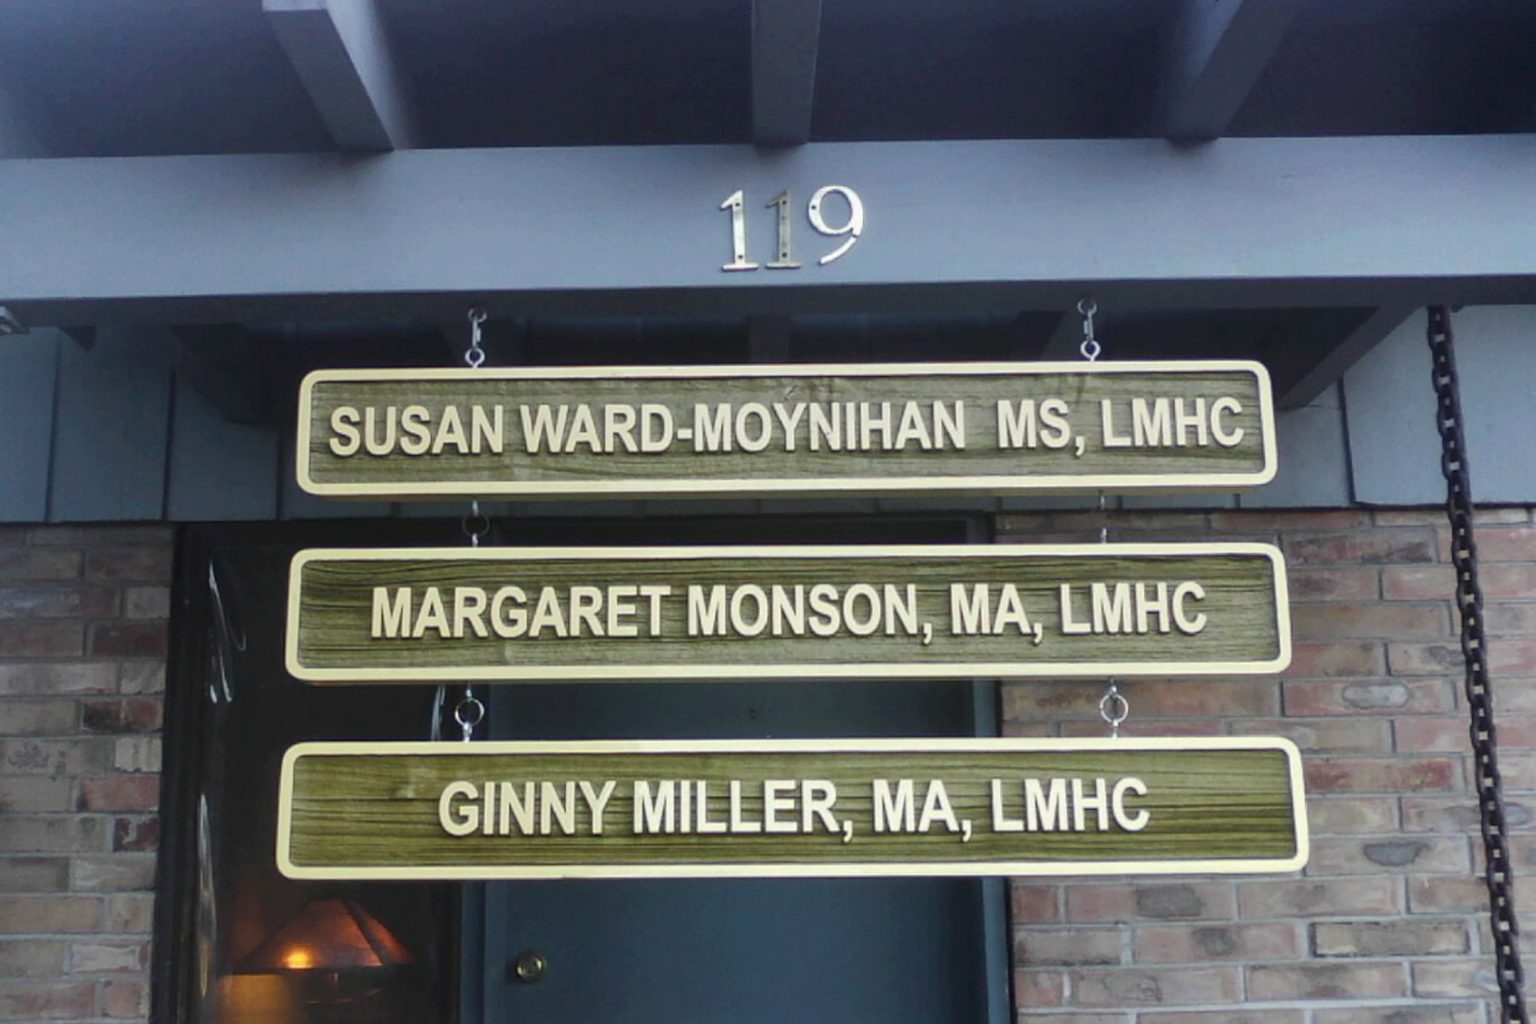 119
SUSAN WARD-MOYNIHAN MS, LMHC
MARGARET MONSON, MA, LMHC
GINNY MILLER, MA, LMHC